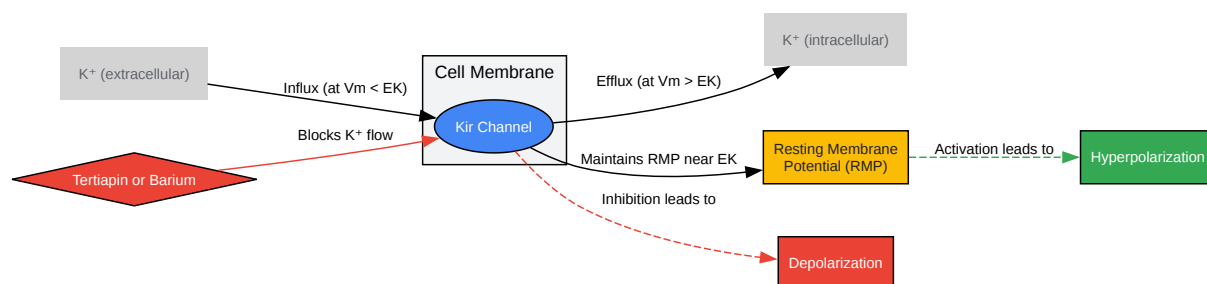 K⁺ (intracellular)
K⁺ (extracellular)
Cell Membrane
Influx (at Vm < EK)
Efflux (at Vm > EK)
Kir Channel
Blocks K⁺ flow
Tertiapin or Barium
Maintains RMP near EK
Resting Membrane
Potential (RMP)
Activation leads to
Hyperpolarization
Inhibition leads to
Depolarization